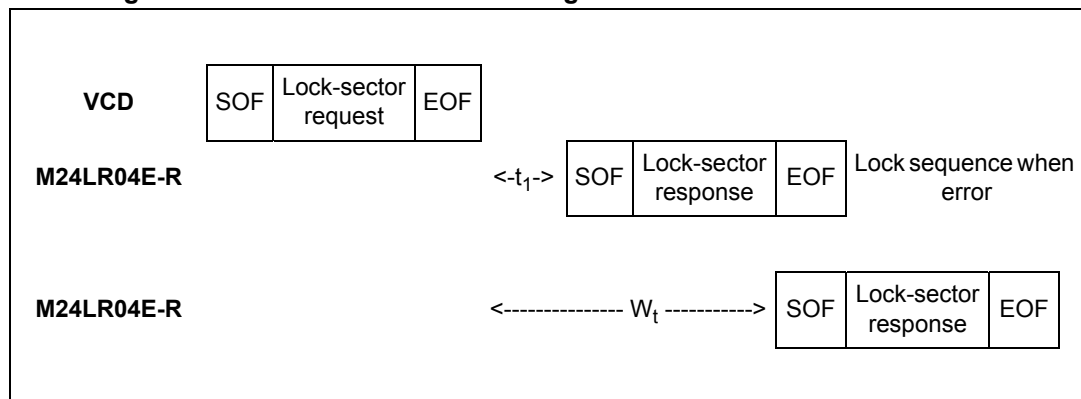 VCD SOF Lock-sector request EOF
M24LR04E-R <-t1-> SOF Lock-sector response EOF Lock sequence when error
M24LR04E-R <--------------- Wt -----------> SOF Lock-sector response EOF